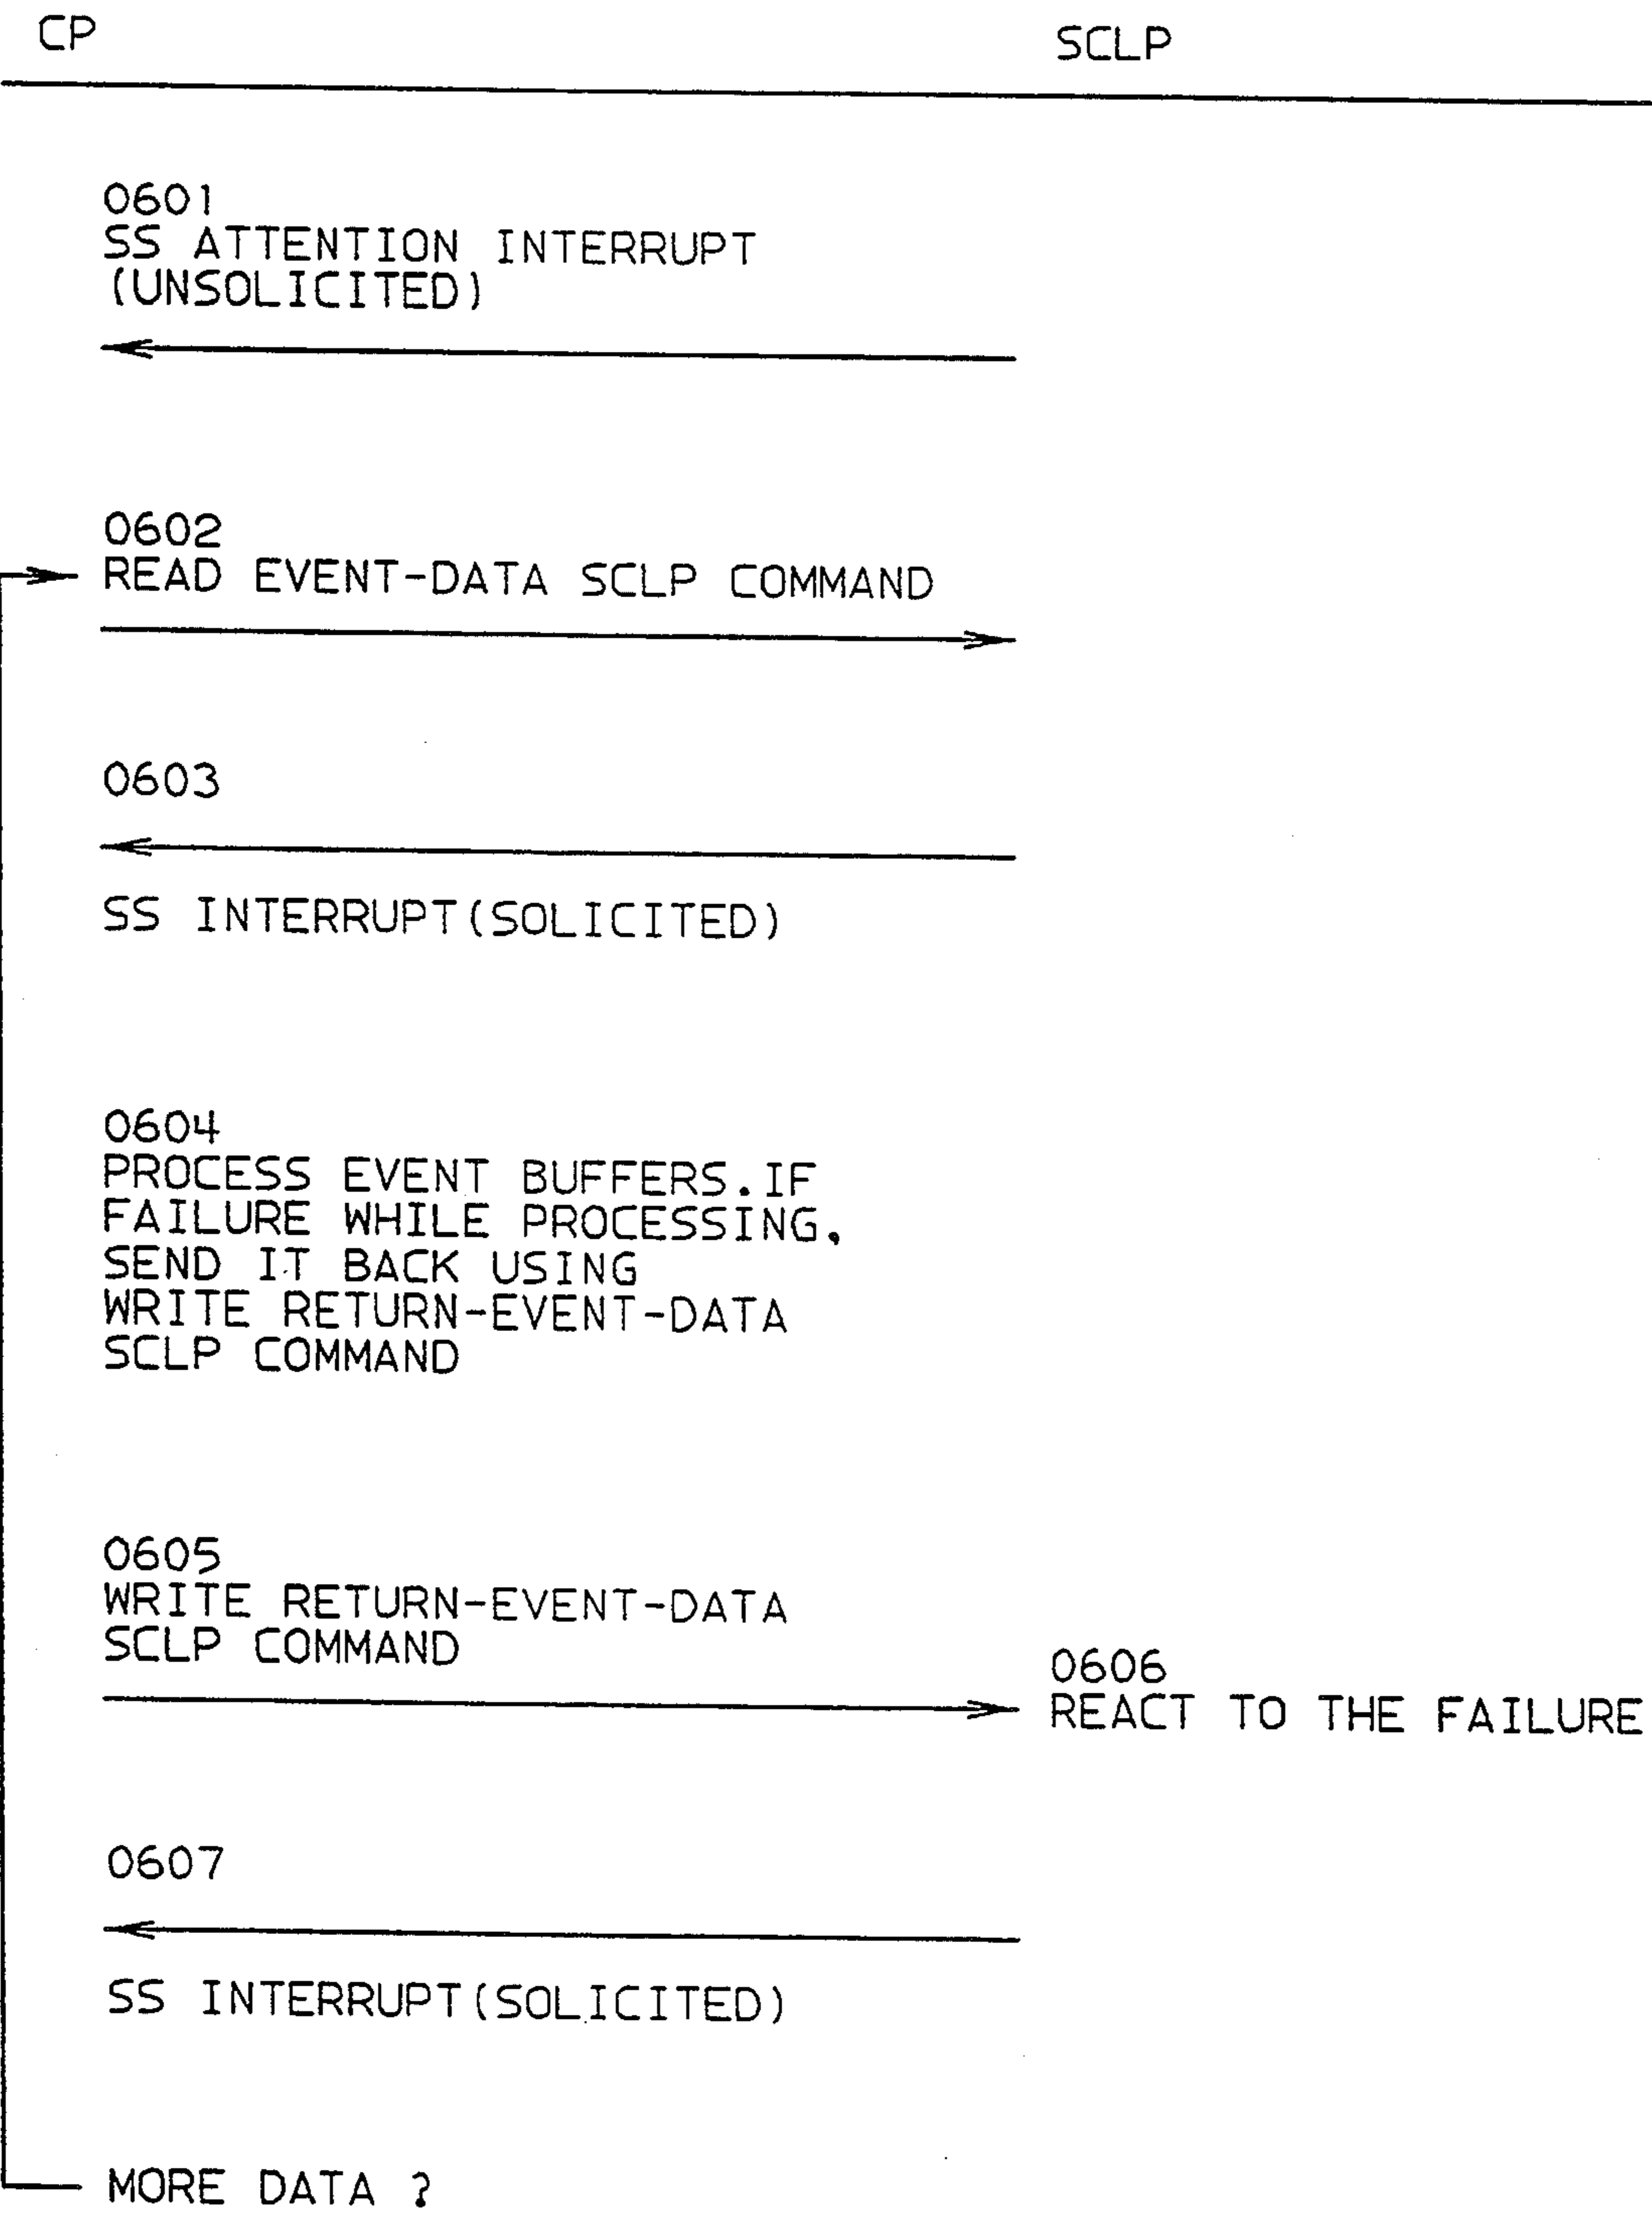 CP
SCLP
0601
SS ATTENTION INTERRUPT
(UNSOLICITED)
0602
READ EVENT-DATA SCLP COMMAND
0603
SS INTERRUPT(SOLICITED)
0604
PROCESS EVENT BUFFERS.IF
FAILURE WHILE PROCESSING,
SEND IT BACK USING
WRITE RETURN-EVENT-DATA
SCLP COMMAND
0605
WRITE RETURN-EVENT-DATA
SCLP COMMAND
0606
REACT TO THE FAILURE
0607
SS INTERRUPT(SOLICITED)
MORE DATA ?